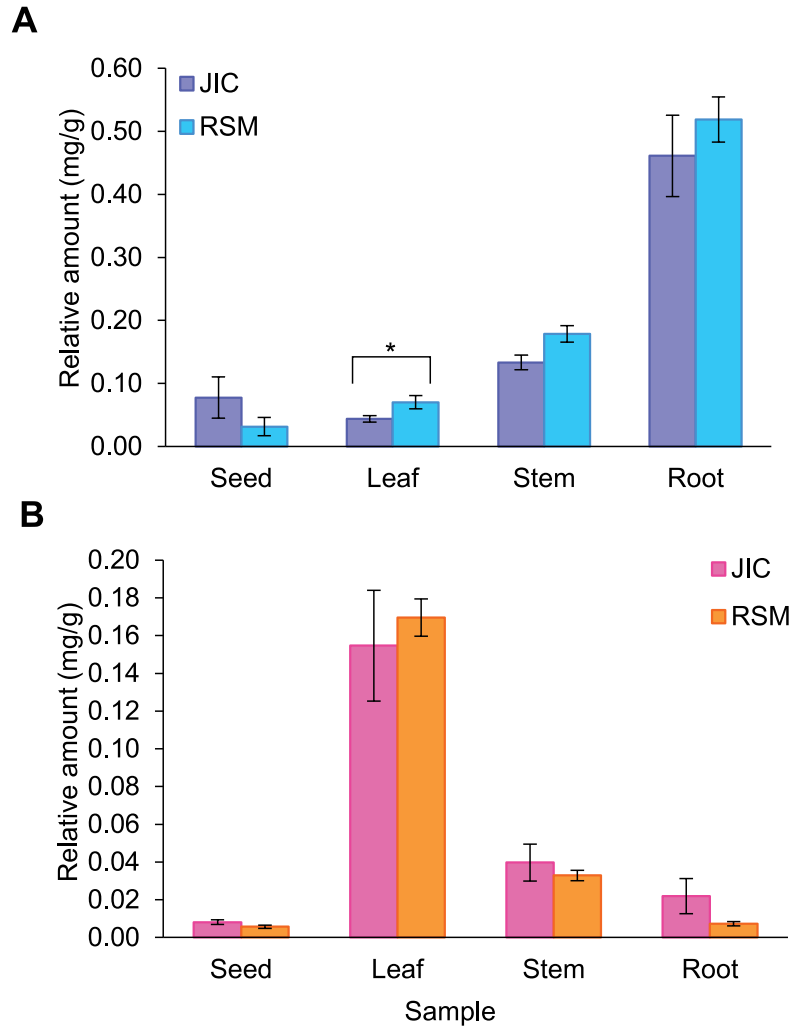 A
Relative amount (mg/g)
0.60
0.50
0.40
0.30
0.20
0.10
0.00
JIC
RSM
*
Seed Leaf Stem Root
B
Relative amount (mg/g)
0.20
0.18
0.16
0.14
0.12
0.10
0.08
0.06
0.04
0.02
0.00
JIC
RSM
Seed Leaf Stem Root
Sample